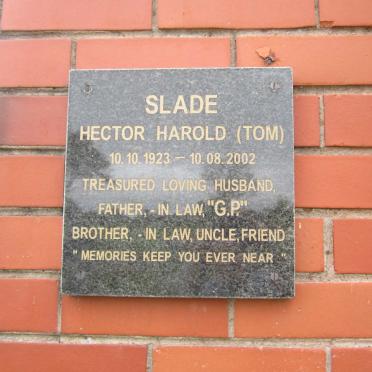 SLADE
HECTOR HAROLD (TOM)
10.10.1923 - 10.08.2002
TREASURED LOVING HUSBAND,
FATHER, - IN LAW, "G.P."
BROTHER, - IN LAW, UNCLE, FRIEND
" MEMORIES KEEP YOU EVER NEAR "